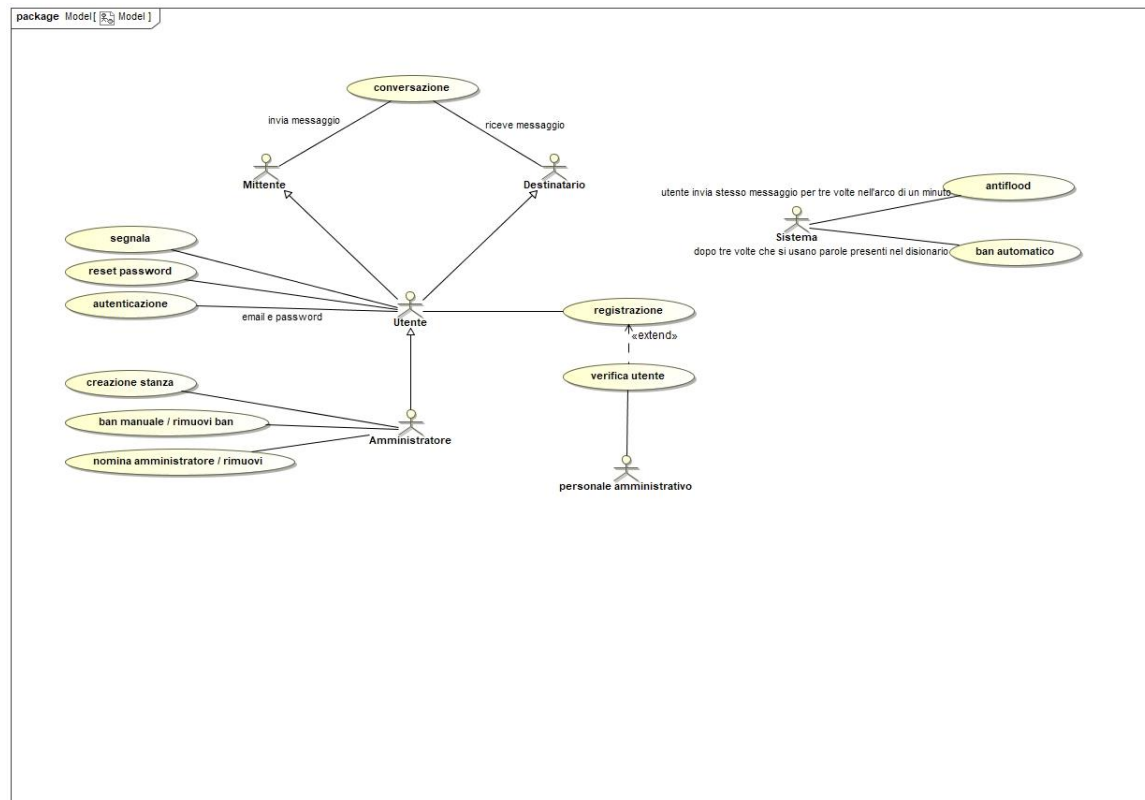 package Model [ Model ]
conversazione
invia messaggio
riceve messaggio
Mittente
Destinatario
utente invia stesso messaggio per tre volte nell'arco di un minuto
antiflood
Sistema
dopo tre volte che si usano parole presenti nel disionario
ban automatico
segnala
reset password
autenticazione
email e password
Utente
registrazione
«extend»
verifica utente
creazione stanza
ban manuale / rimuovi ban
Amministratore
nomina amministratore / rimuovi
personale amministrativo